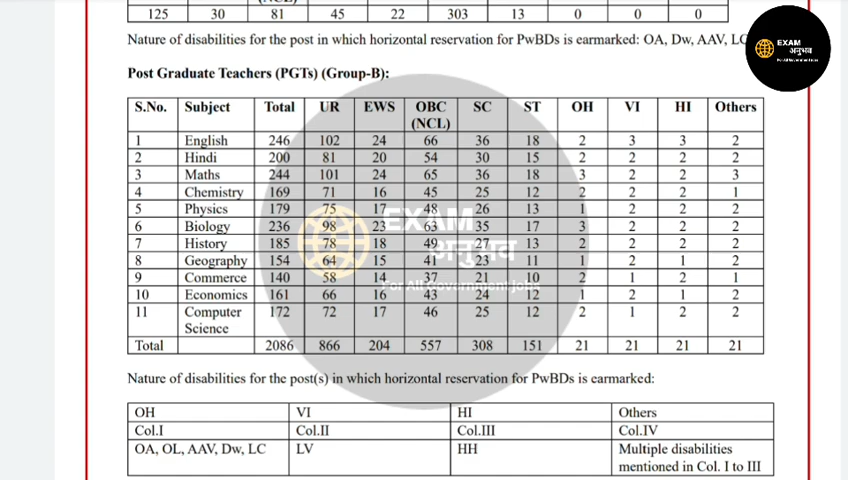 (NCL)
125 30 81 45 22 303 13 0 0 0
Nature of disabilities for the post in which horizontal reservation for PwBDs is earmarked: OA, Dw, AAV, LC
EXAM
अनुभव
For All Government Jobs
Post Graduate Teachers (PGTs) (Group-B):
S.No. Subject Total UR EWS OBC (NCL) SC ST OH VI HI Others
1 English 246 102 24 66 36 18 2 3 3 2
2 Hindi 200 81 20 54 30 15 2 2 2 2
3 Maths 244 101 24 65 36 18 3 2 2 3
4 Chemistry 169 71 16 45 25 12 2 2 2 1
5 Physics 179 75 17 48 26 13 1 2 2 2
6 Biology 236 98 23 63 35 17 3 2 2 2
7 History 185 78 18 49 27 13 2 2 2 2
8 Geography 154 64 15 41 23 11 1 2 1 2
9 Commerce 140 58 14 37 21 10 2 1 2 1
10 Economics 161 66 16 43 24 12 1 2 1 2
11 Computer Science 172 72 17 46 25 12 2 1 2 2
Total 2086 866 204 557 308 151 21 21 21 21
EXAM
अनुभव
For All Government Jobs
Nature of disabilities for the post(s) in which horizontal reservation for PwBDs is earmarked:
OH VI HI Others
Col.I Col.II Col.III Col.IV
OA, OL, AAV, Dw, LC LV HH Multiple disabilities
mentioned in Col. I to III